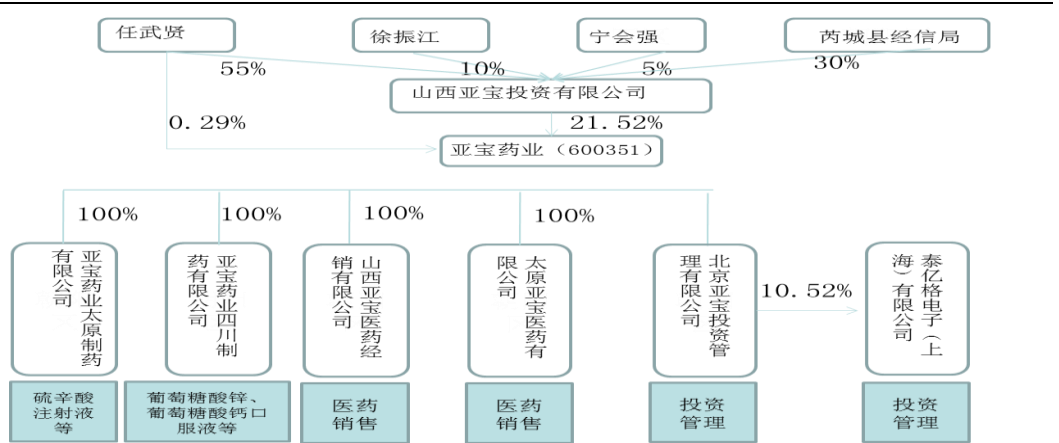 任武贤
徐振江
宁会强
芮城县经信局
55%
10%
5%
30%
山西亚宝投资有限公司
0.29%
21.52%
亚宝药业（600351）
100%
100%
100%
100%
亚宝药业太原制药
有限公司
亚宝药业四川制
药有限公司
山西亚宝医药经
销有限公司
太原亚宝医药有
限公司
北京亚宝投资管
理有限公司
10.52%
泰亿格电子（上
海）有限公司
硫辛酸
注射液
等
葡萄糖酸锌、
葡萄糖酸钙口
服液等
医药
销售
医药
销售
投资
管理
投资
管理